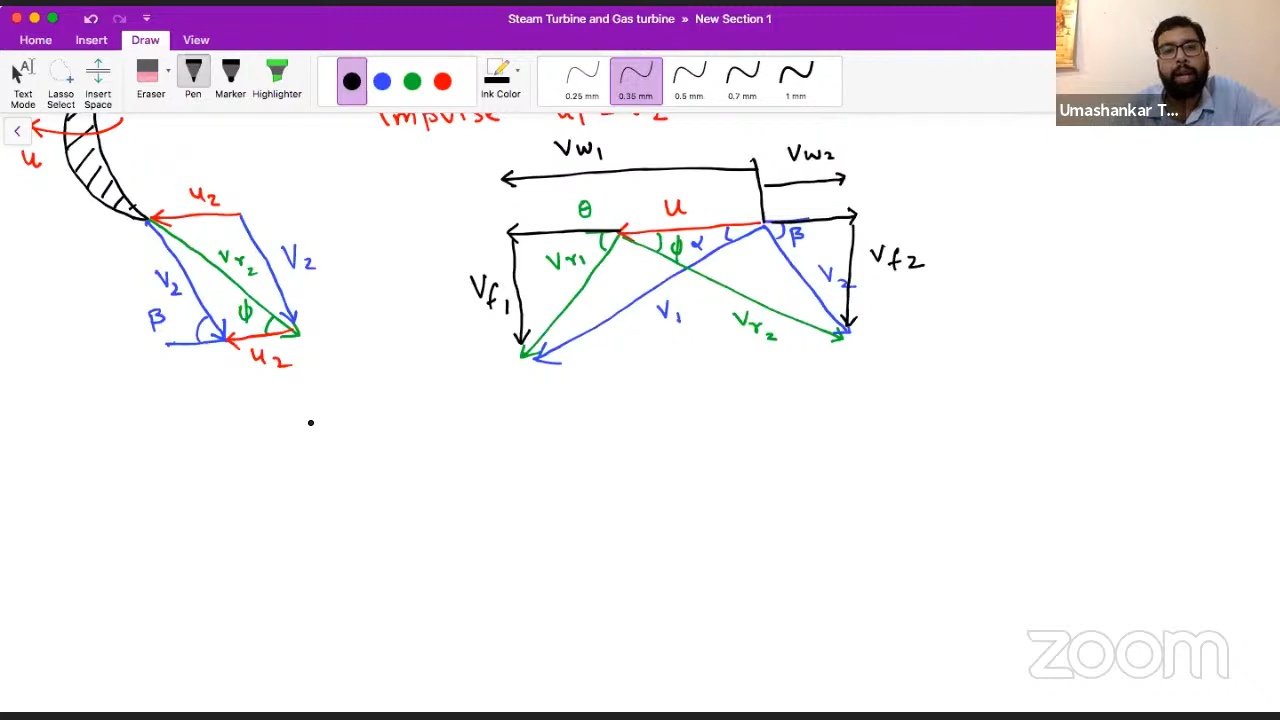 Steam Turbine and Gas turbine » New Section 1
Home Insert Draw View
Text Mode
Lasso Select
Insert Space
Eraser
Pen
Marker
Highlighter
Ink Color
0.25 mm
0.35 mm
0.5 mm
0.7 mm
1 mm
Umashankar T...
Impulse
u
u2
V2
Vr2
V2
β
φ
u2
Vw1
Vw2
θ
u
Vr1
φ
α
β
Vf1
V1
Vr2
V2
Vf2
zoom